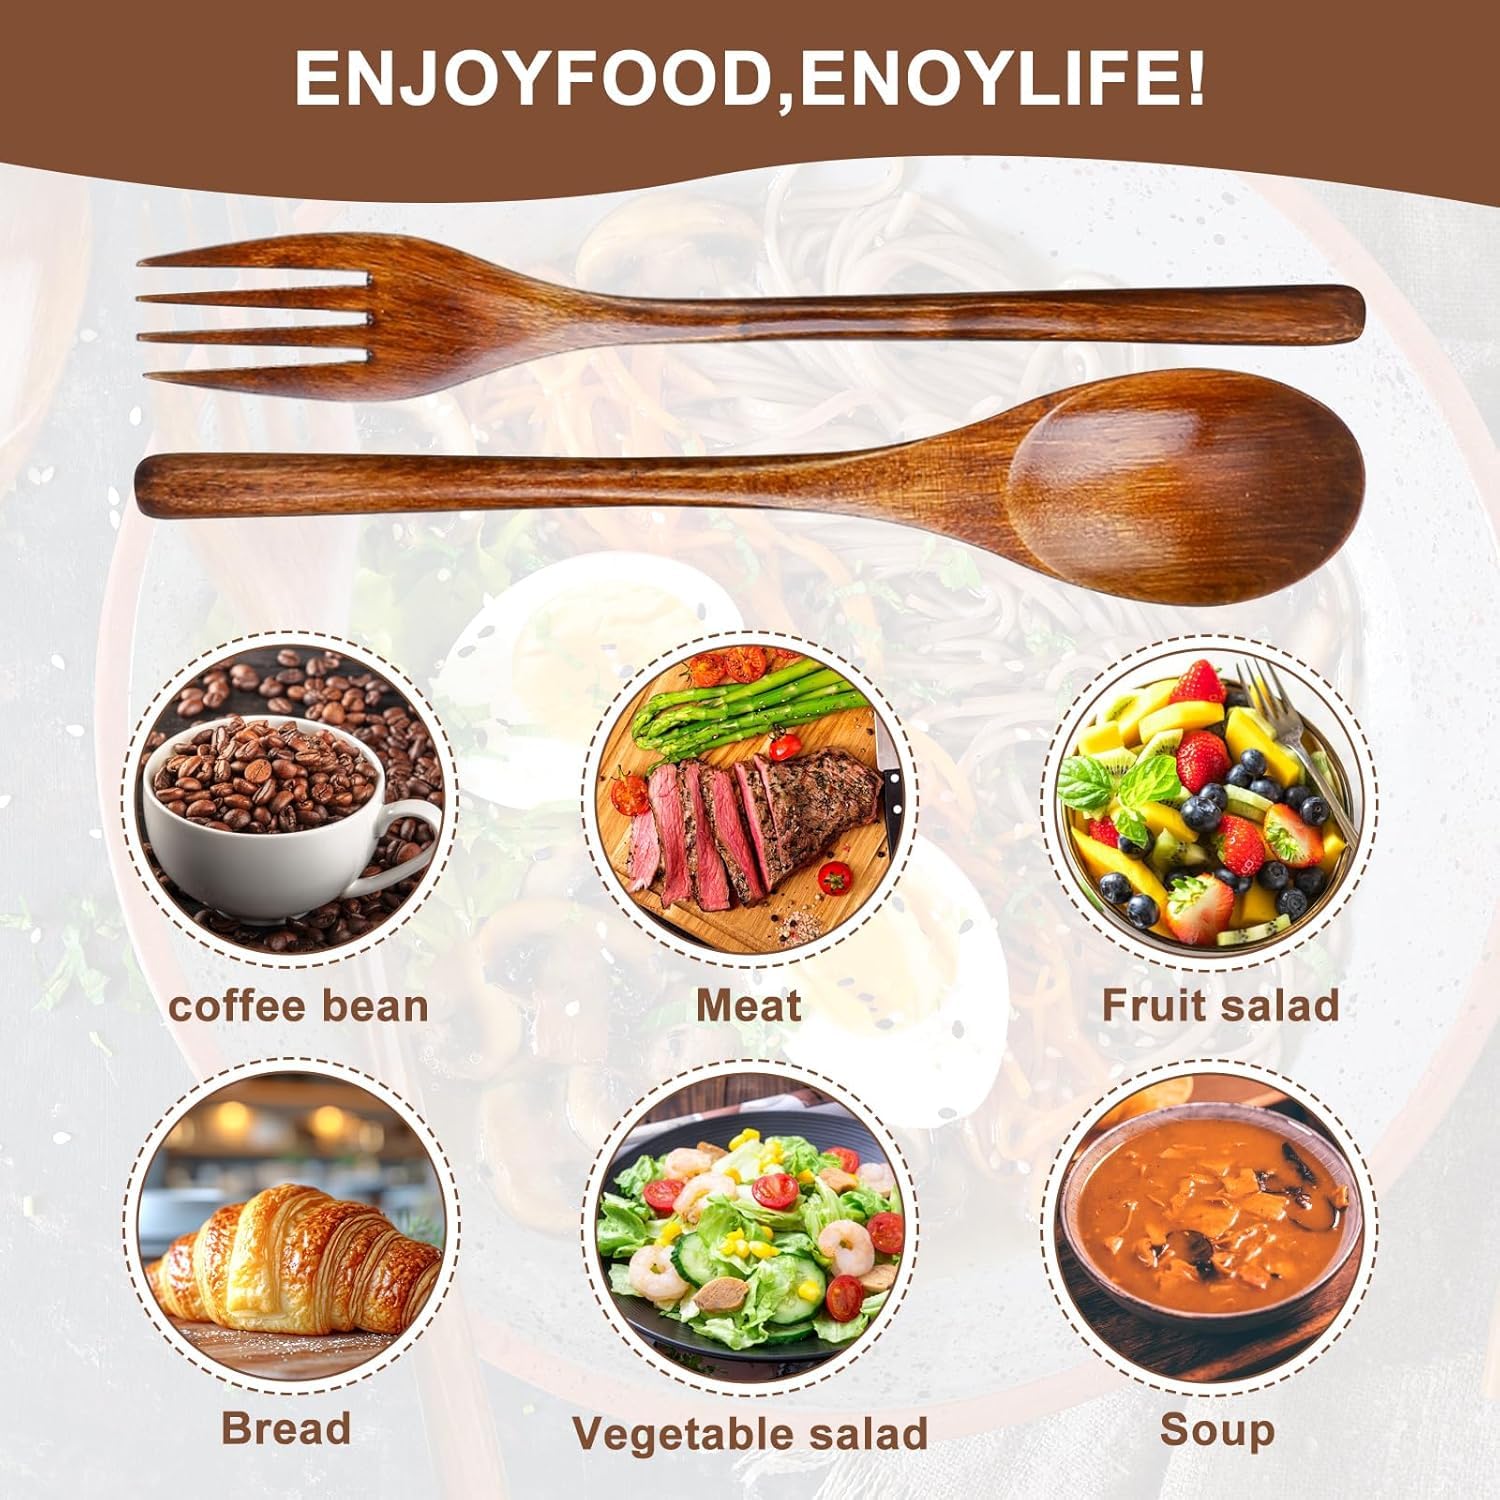 ENJOYFOOD,ENOYLIFE!
coffee bean
Meat
Fruit salad
Bread
Vegetable salad
Soup